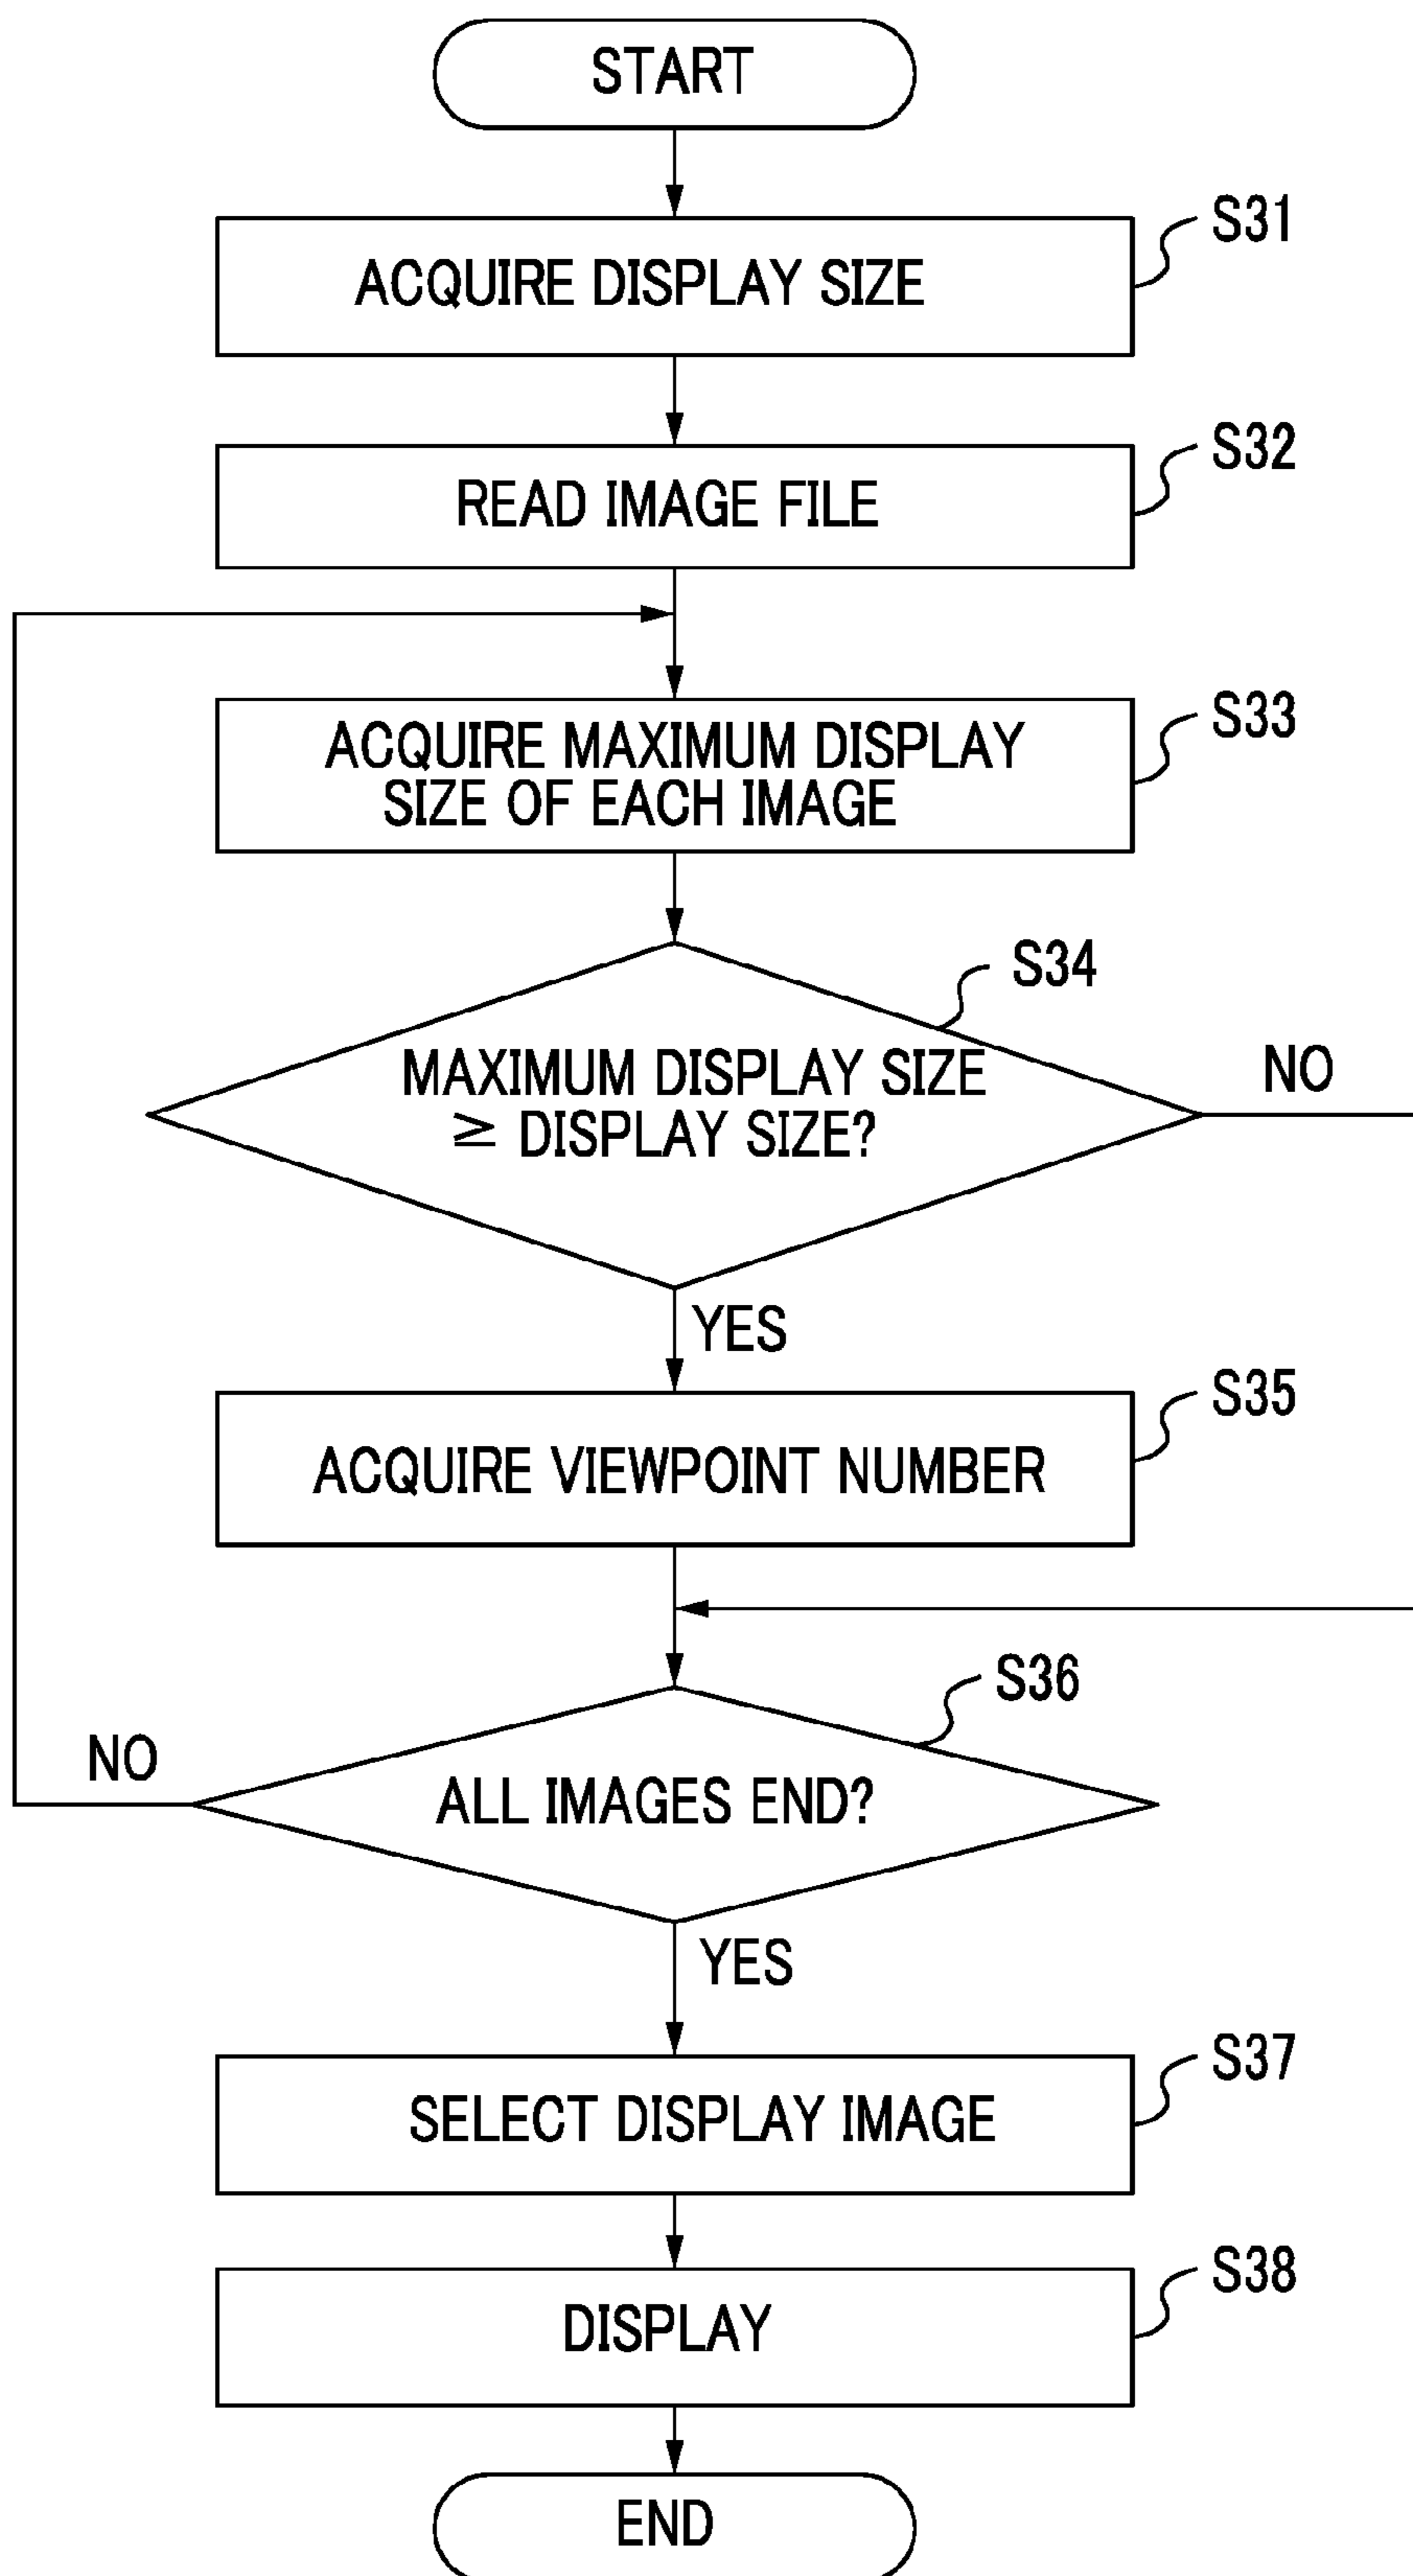 START
S31
ACQUIRE DISPLAY SIZE
S32
READ IMAGE FILE
S33
ACQUIRE MAXIMUM DISPLAY
SIZE OF EACH IMAGE
S34
MAXIMUM DISPLAY SIZE
≥ DISPLAY SIZE?
NO
YES
S35
ACQUIRE VIEWPOINT NUMBER
S36
NO
ALL IMAGES END?
YES
S37
SELECT DISPLAY IMAGE
S38
DISPLAY
END